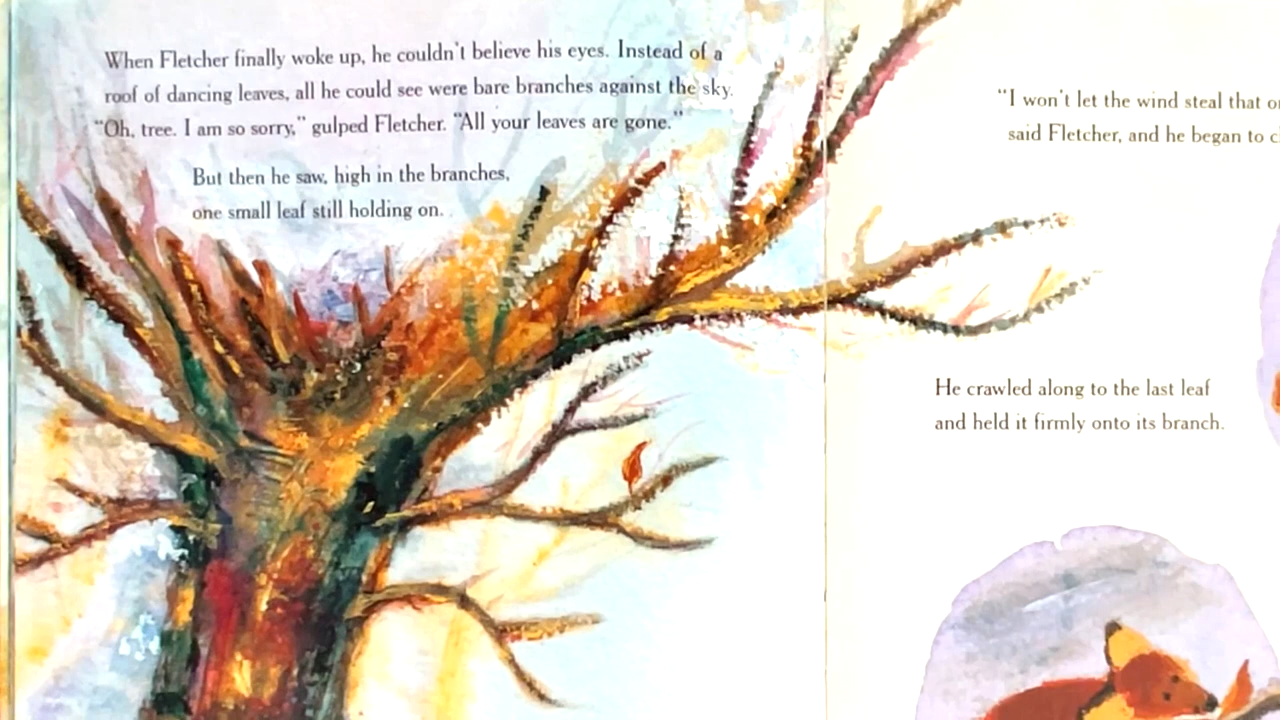 When Fletcher finally woke up, he couldn't believe his eyes. Instead of a
roof of dancing leaves, all he could see were bare branches against the sky.
"Oh, tree. I am so sorry," gulped Fletcher. "All your leaves are gone."
But then he saw, high in the branches,
one small leaf still holding on.
"I won't let the wind steal that
said Fletcher, and he began to
He crawled along to the last leaf
and held it firmly onto its branch.